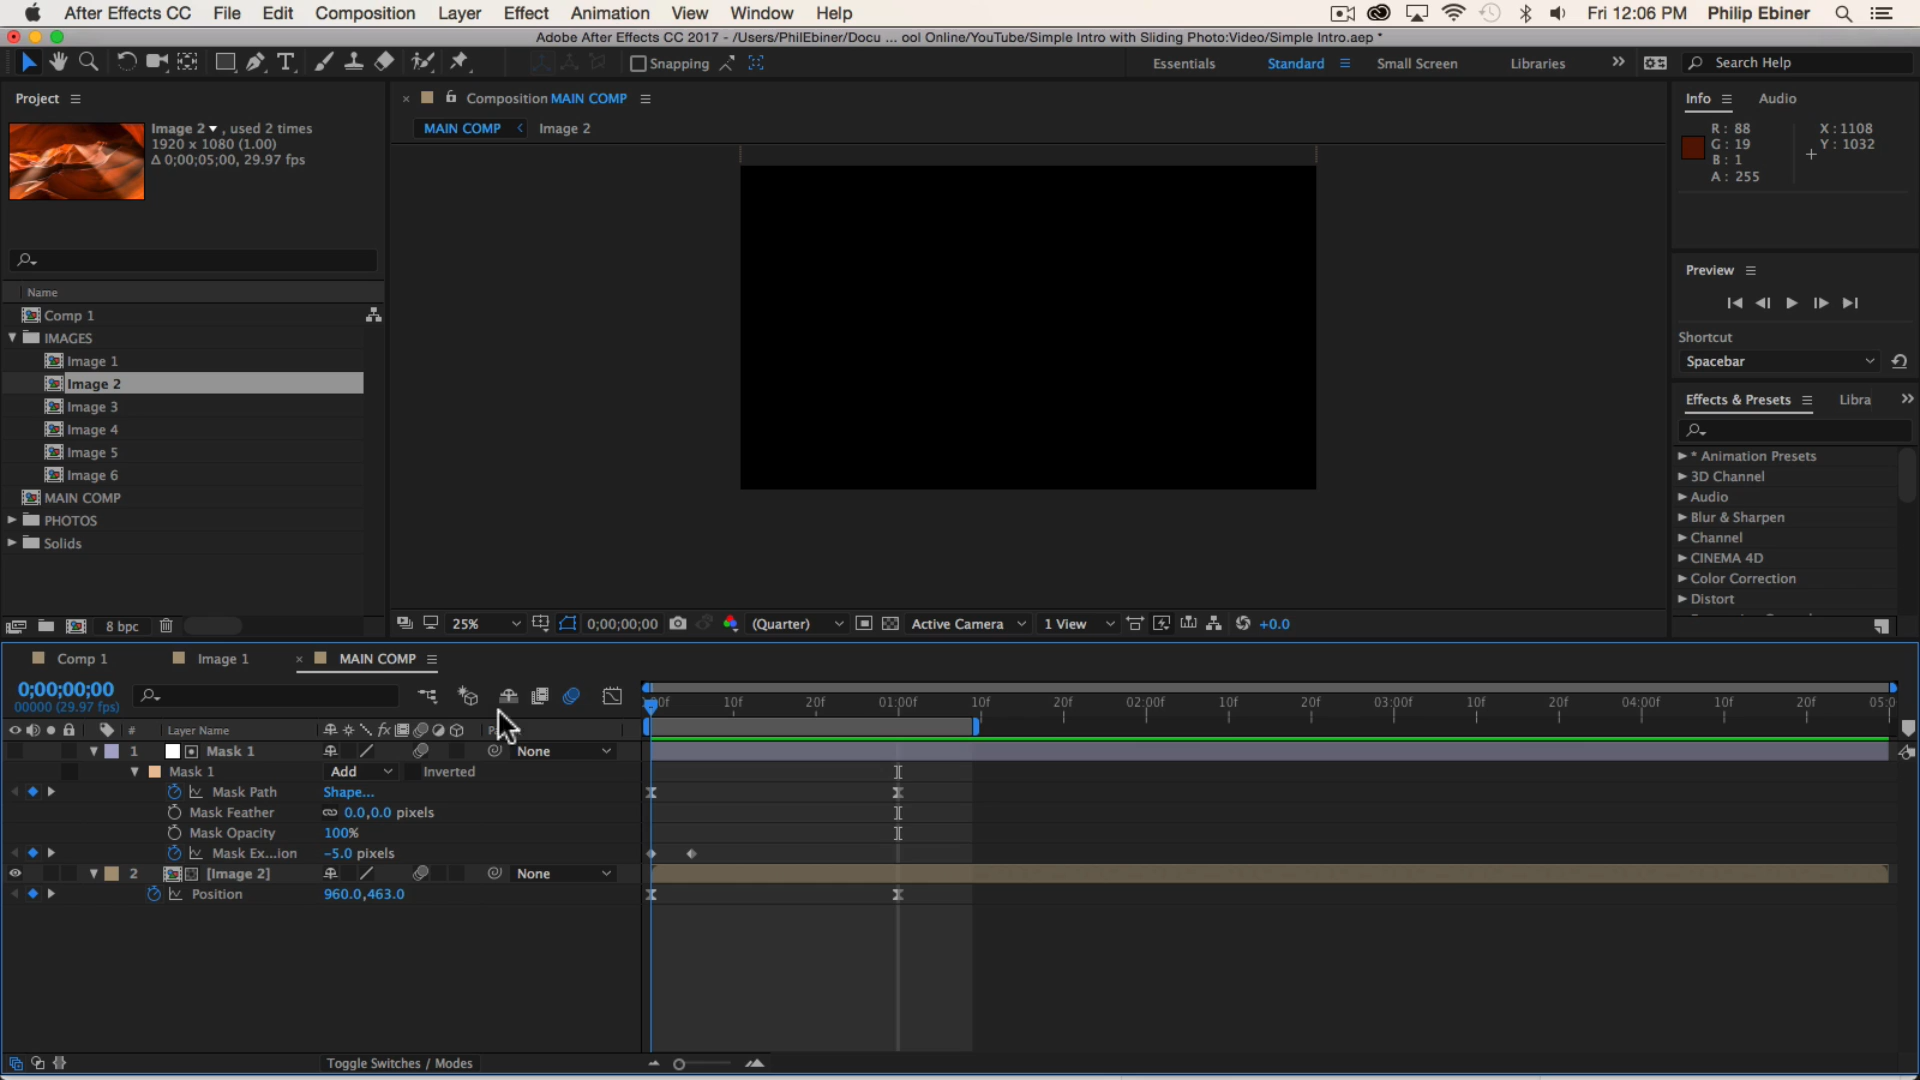 After Effects CC File Edit Composition Layer Effect Animation View Window Help Fri 12:06 PM Philip Ebiner
Adobe After Effects CC 2017 - /Users/PhilEbiner/Docu ... ool Online/YouTube/Simple Intro with Sliding Photo:Video/Simple Intro.aep *
Snapping Essentials Standard Small Screen Libraries Search Help
Project
Image 2 , used 2 times
1920 x 1080 (1.00)
Δ 0;00;05;00, 29.97 fps
Name
Comp 1
IMAGES
Image 1
Image 2
Image 3
Image 4
Image 5
Image 6
MAIN COMP
PHOTOS
Solids
8 bpc
Composition MAIN COMP
MAIN COMP Image 2
25% 0;00;00;00 (Quarter) Active Camera 1 View +0.0
Info Audio
R: 88 X: 1108
G: 19 Y: 1032
B: 1
A: 255
Preview
Shortcut
Spacebar
Effects & Presets Libra
* Animation Presets
3D Channel
Audio
Blur & Sharpen
Channel
CINEMA 4D
Color Correction
Distort
Comp 1 Image 1 MAIN COMP
0;00;00;00
00000 (29.97 fps)
10f 20f 01:00f 10f 20f 02:00f 10f 20f 03:00f 10f 20f 04:00f 10f 20f 05:0
# Layer Name fx
1 Mask 1 None
Mask 1 Add Inverted
Mask Path Shape...
Mask Feather 0.0,0.0 pixels
Mask Opacity 100%
Mask Ex...ion -5.0 pixels
2 [Image 2] None
Position 960.0,463.0
Toggle Switches / Modes